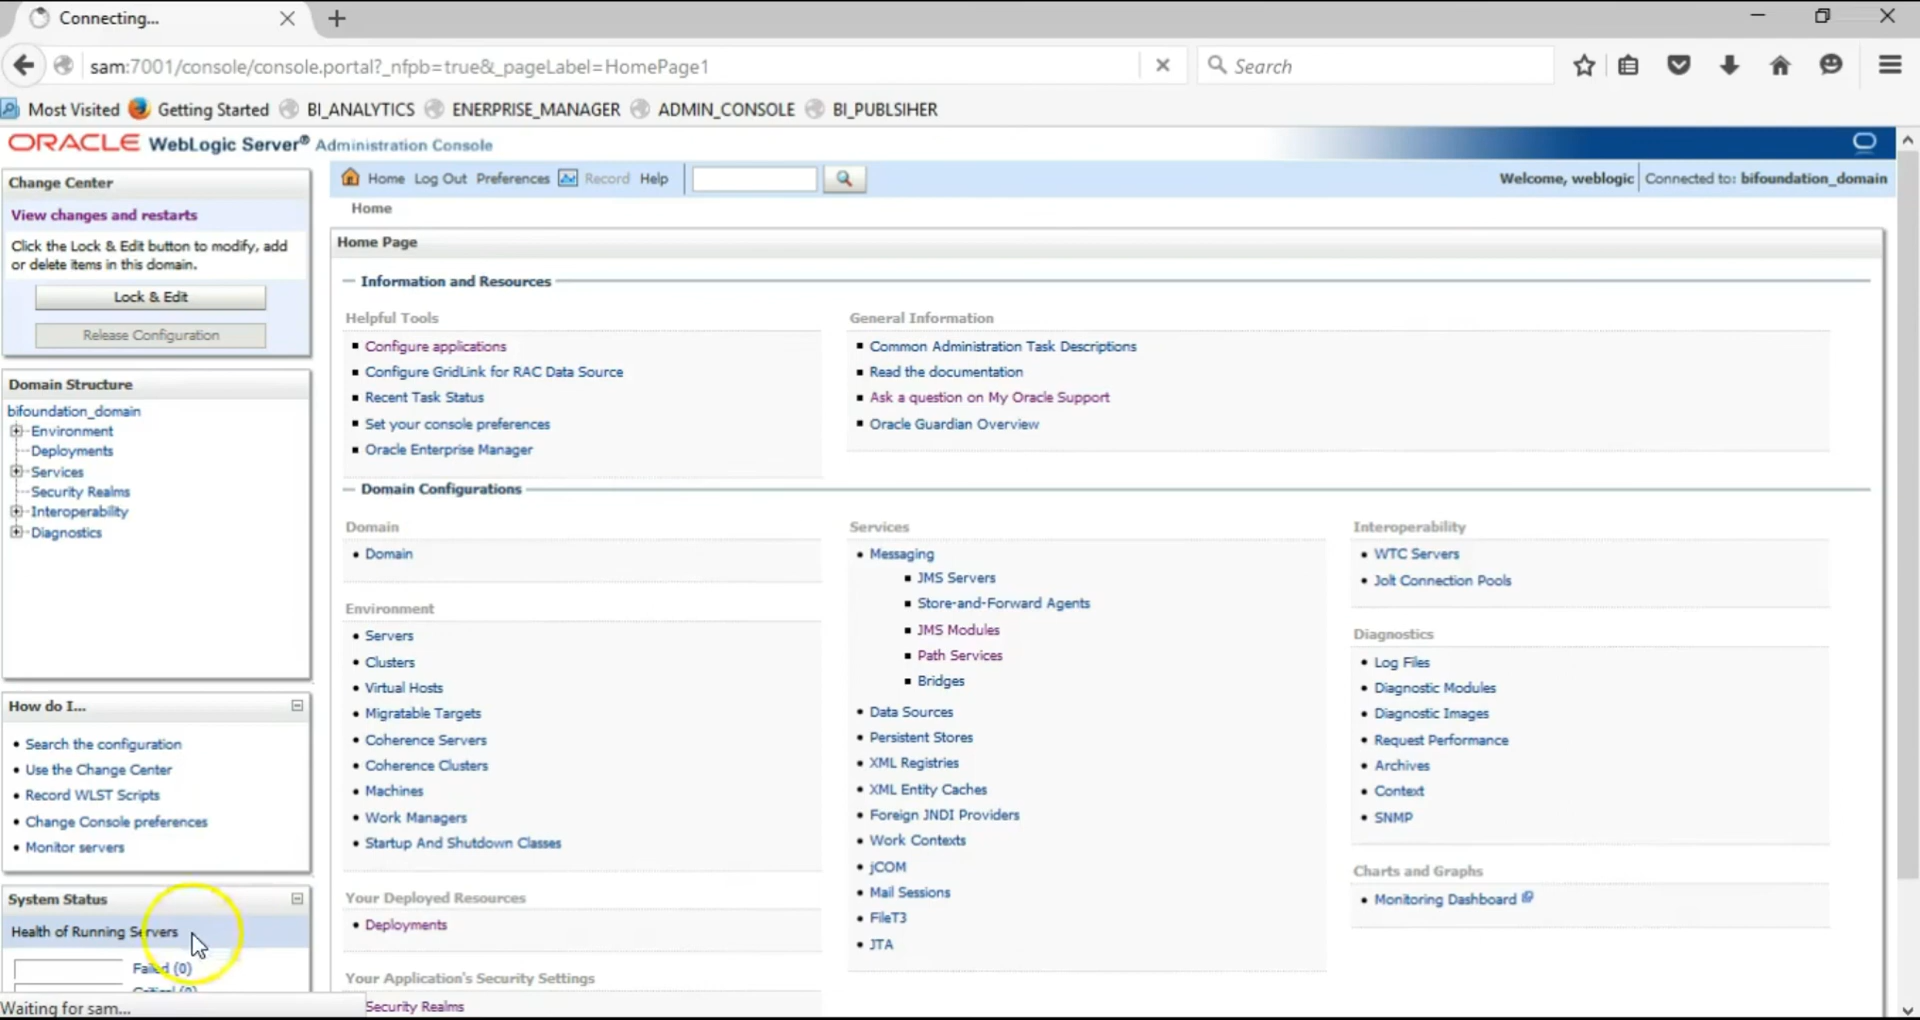 Connecting...
sam:7001/console/console.portal?_nfpb=true&_pageLabel=HomePage1
Search
Most Visited Getting Started BI_ANALYTICS ENERPRISE_MANAGER ADMIN_CONSOLE BI_PUBLSIHER
ORACLE WebLogic Server® Administration Console
Change Center
View changes and restarts
Click the Lock & Edit button to modify, add
or delete items in this domain.
Lock & Edit
Release Configuration
Domain Structure
bifoundation_domain
Environment
Deployments
Services
Security Realms
Interoperability
Diagnostics
How do I...
Search the configuration
Use the Change Center
Record WLST Scripts
Change Console preferences
Monitor servers
System Status
Health of Running Servers
Failed (0)
Critical (0)
Waiting for sam...
Home Log Out Preferences Record Help
Welcome, weblogic Connected to: bifoundation_domain
Home
Home Page
Information and Resources
Helpful Tools
Configure applications
Configure GridLink for RAC Data Source
Recent Task Status
Set your console preferences
Oracle Enterprise Manager
General Information
Common Administration Task Descriptions
Read the documentation
Ask a question on My Oracle Support
Oracle Guardian Overview
Domain Configurations
Domain
Domain
Environment
Servers
Clusters
Virtual Hosts
Migratable Targets
Coherence Servers
Coherence Clusters
Machines
Work Managers
Startup And Shutdown Classes
Your Deployed Resources
Deployments
Your Application's Security Settings
Security Realms
Services
Messaging
JMS Servers
Store-and-Forward Agents
JMS Modules
Path Services
Bridges
Data Sources
Persistent Stores
XML Registries
XML Entity Caches
Foreign JNDI Providers
Work Contexts
jCOM
Mail Sessions
FileT3
JTA
Interoperability
WTC Servers
Jolt Connection Pools
Diagnostics
Log Files
Diagnostic Modules
Diagnostic Images
Request Performance
Archives
Context
SNMP
Charts and Graphs
Monitoring Dashboard